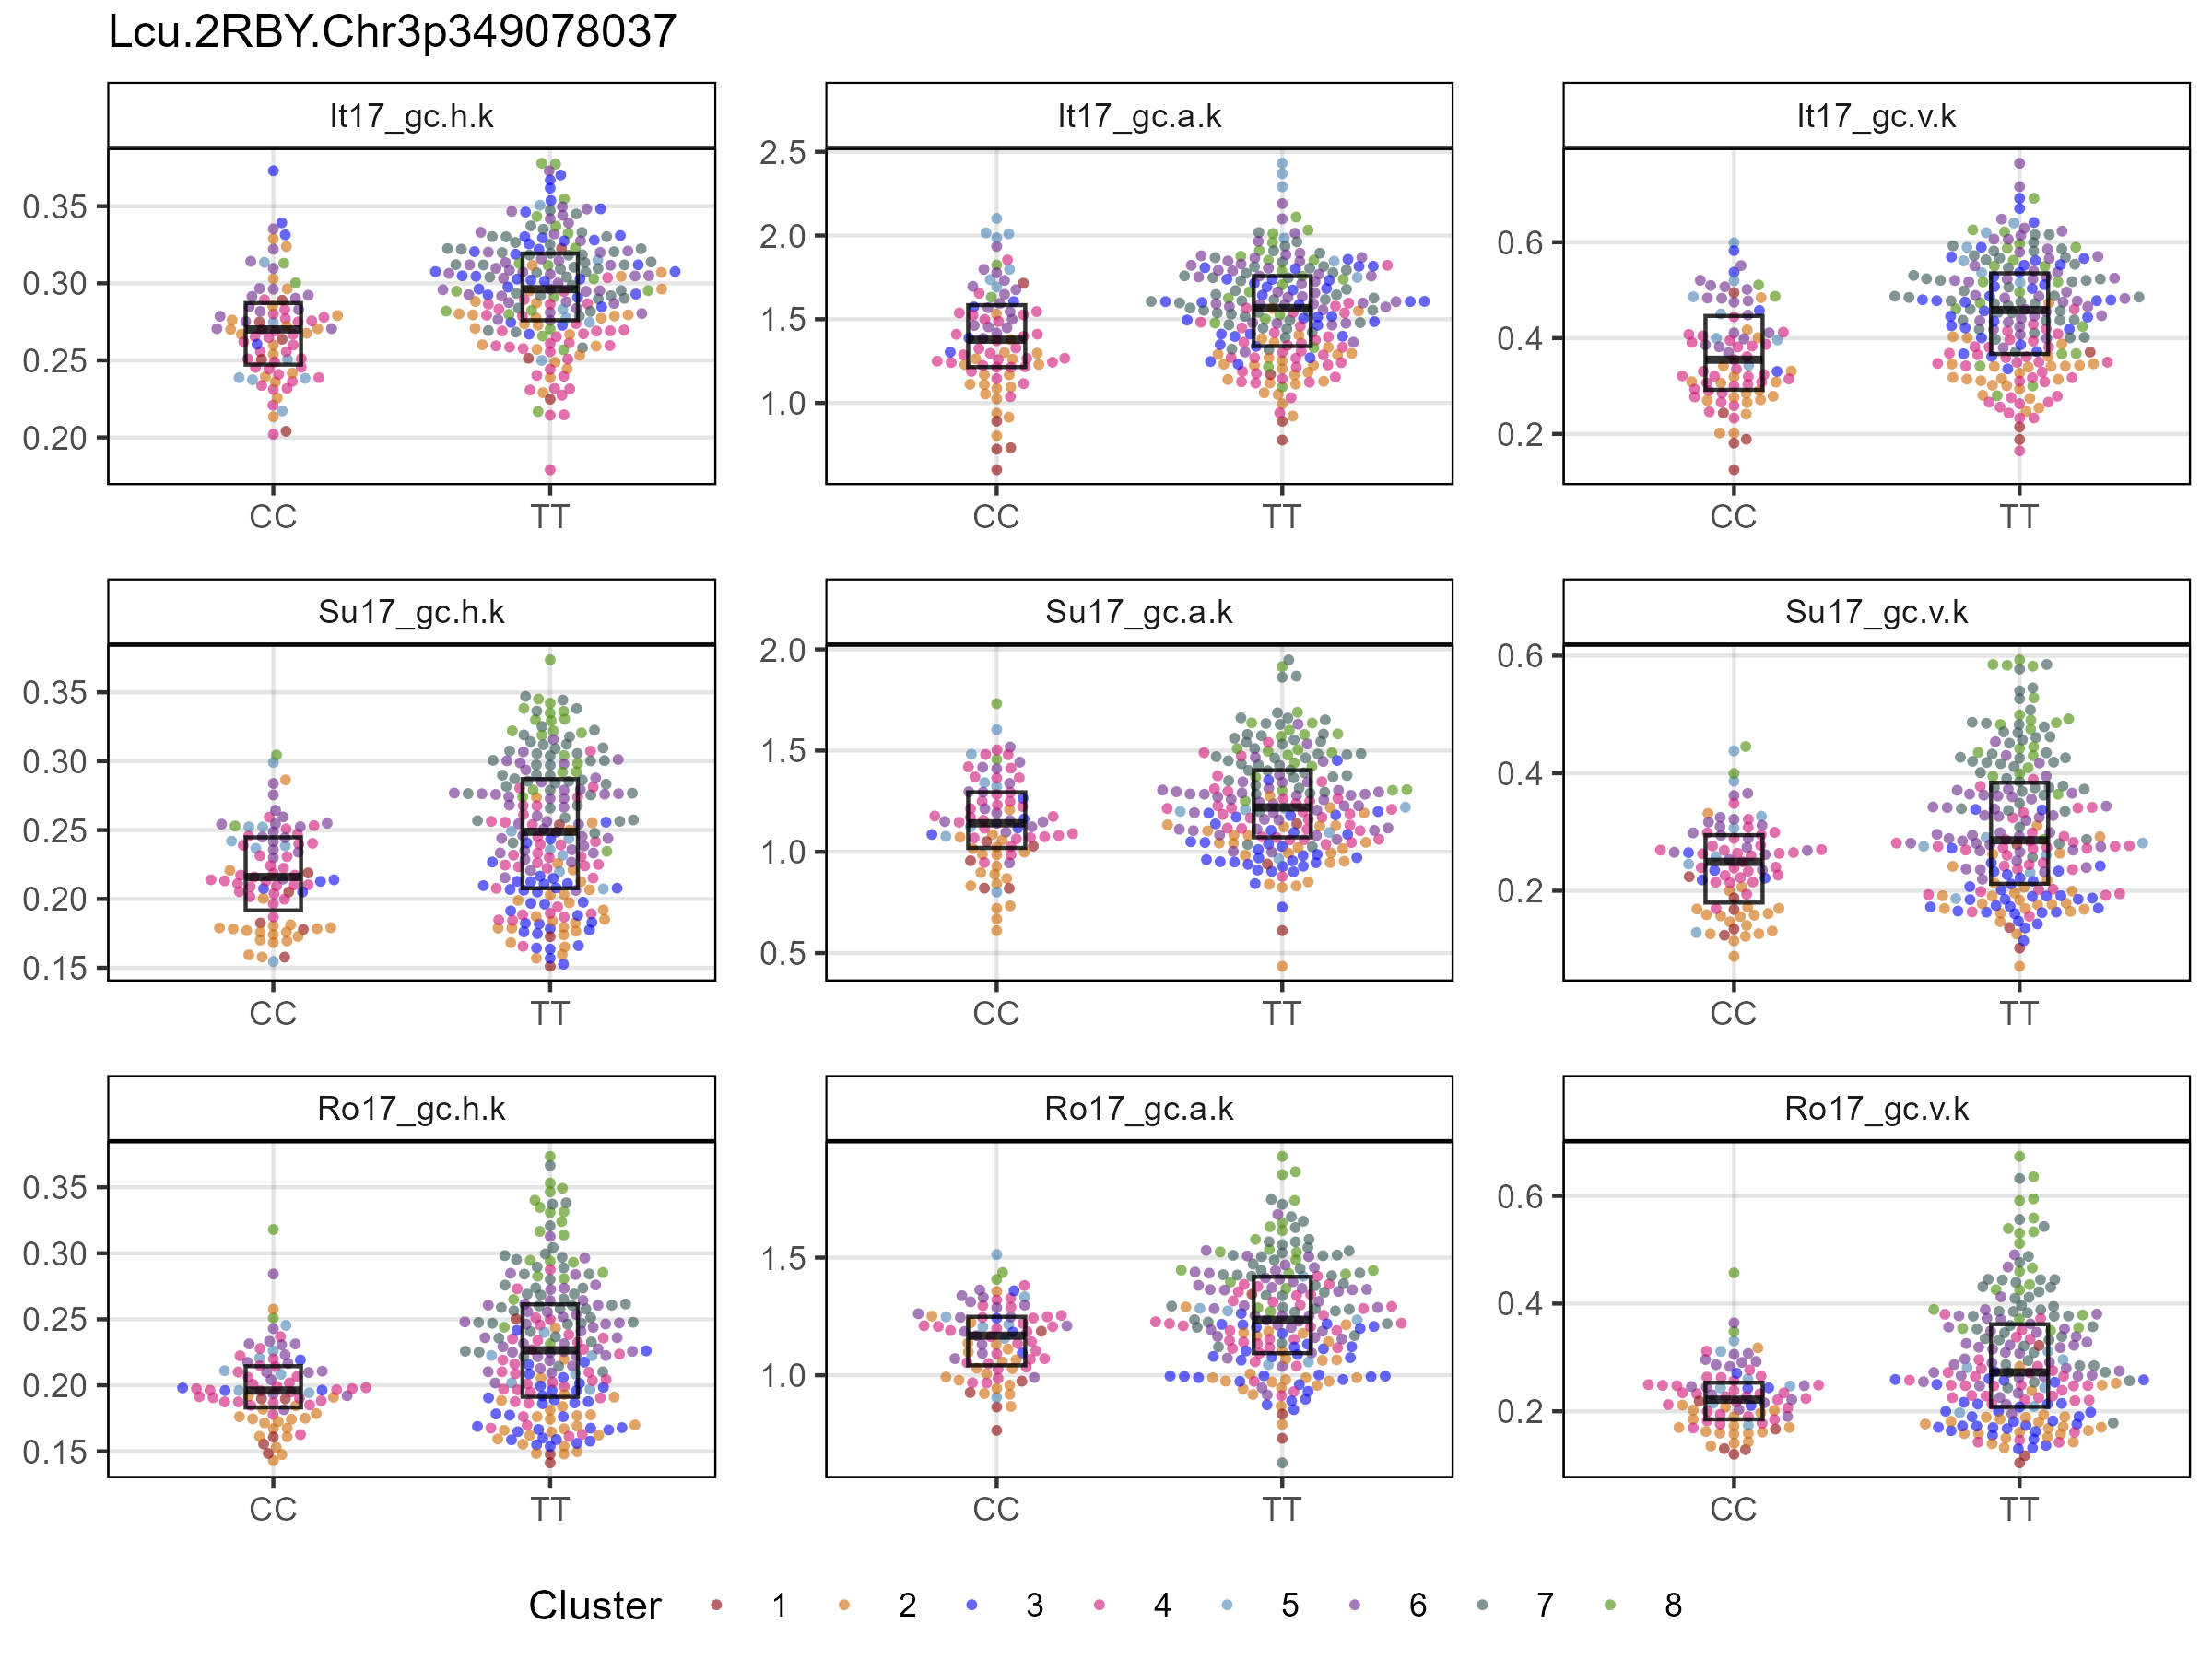 Lcu.2RBY.Chr3p349078037
It17_gc.h.k
It17_gc.a.k
It17_gc.v.k
0.35
0.30
0.25
0.20
CC TT
2.5
2.0
1.5
1.0
CC TT
0.6
0.4
0.2
CC TT
Su17_gc.h.k
Su17_gc.a.k
Su17_gc.v.k
0.35
0.30
0.25
0.20
0.15
CC TT
2.0
1.5
1.0
0.5
CC TT
0.6
0.4
0.2
CC TT
Ro17_gc.h.k
Ro17_gc.a.k
Ro17_gc.v.k
0.35
0.30
0.25
0.20
0.15
CC TT
1.5
1.0
CC TT
0.6
0.4
0.2
CC TT
Cluster 1 2 3 4 5 6 7 8